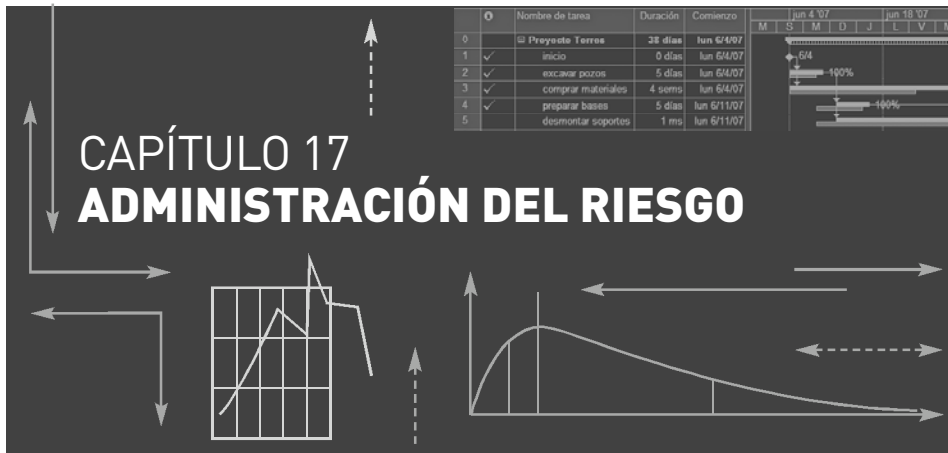 Nombre de tarea Duración Comienzo jun 4 '07 jun 18 '07
M S M D J L V M
0 Proyecto Torres 38 días lun 6/4/07
1 inicio 0 días lun 6/4/07 6/4
2 excavar pozos 5 días lun 6/4/07 100%
3 comprar materiales 4 sems lun 6/4/07
4 preparar bases 5 días lun 6/11/07 100%
5 desmontar soportes 1 ms lun 6/11/07
CAPÍTULO 17
ADMINISTRACIÓN DEL RIESGO